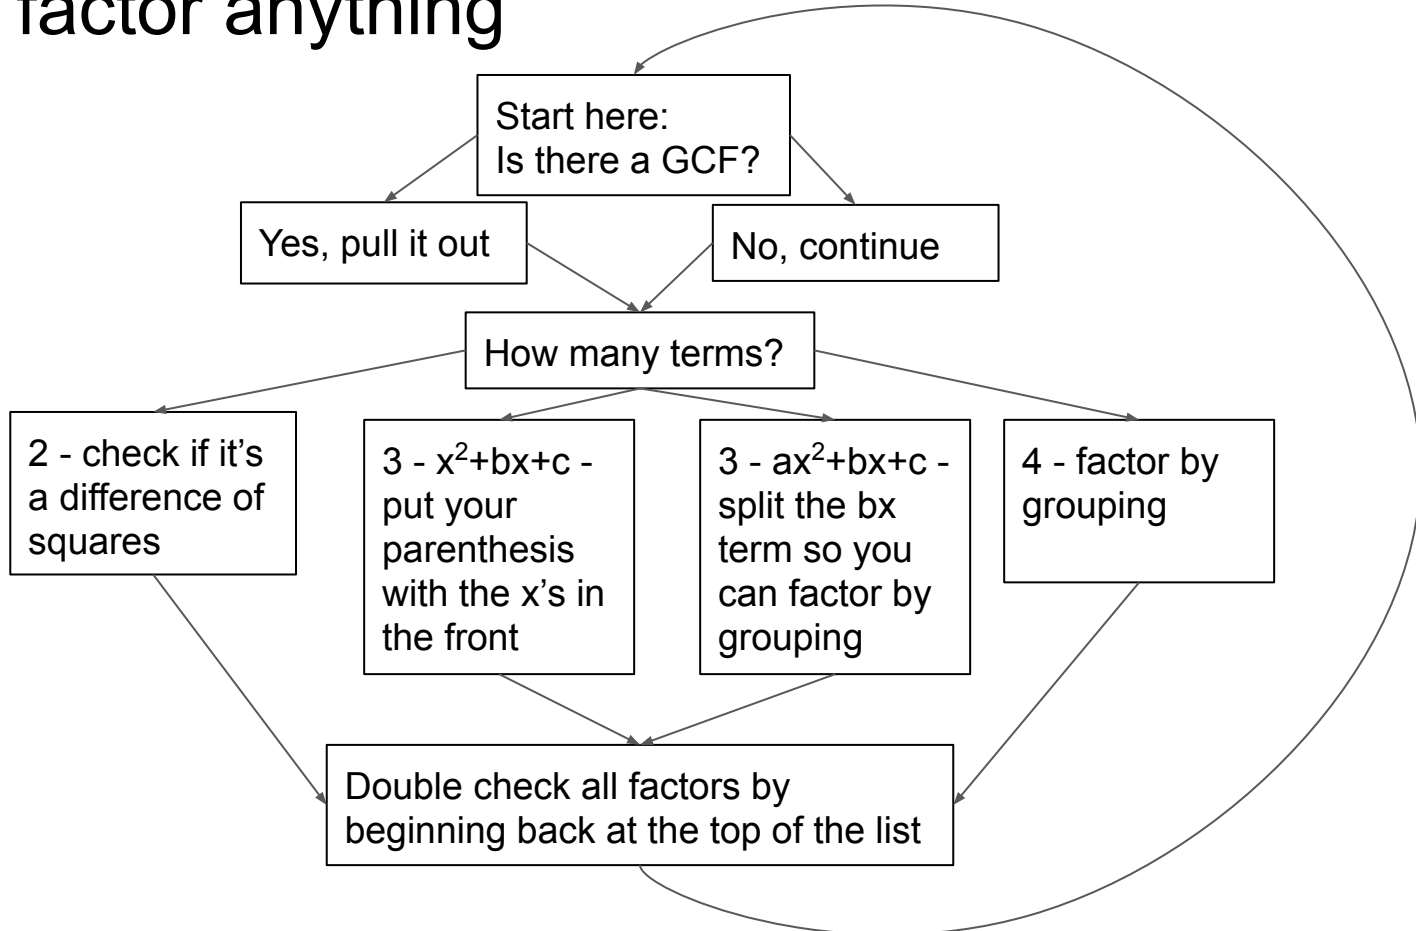 factor anything
Start here:
Is there a GCF?
Yes, pull it out
No, continue
How many terms?
2 - check if it’s
a difference of
squares
3 - x²+bx+c -
put your
parenthesis
with the x’s in
the front
3 - ax²+bx+c -
split the bx
term so you
can factor by
grouping
4 - factor by
grouping
Double check all factors by
beginning back at the top of the list